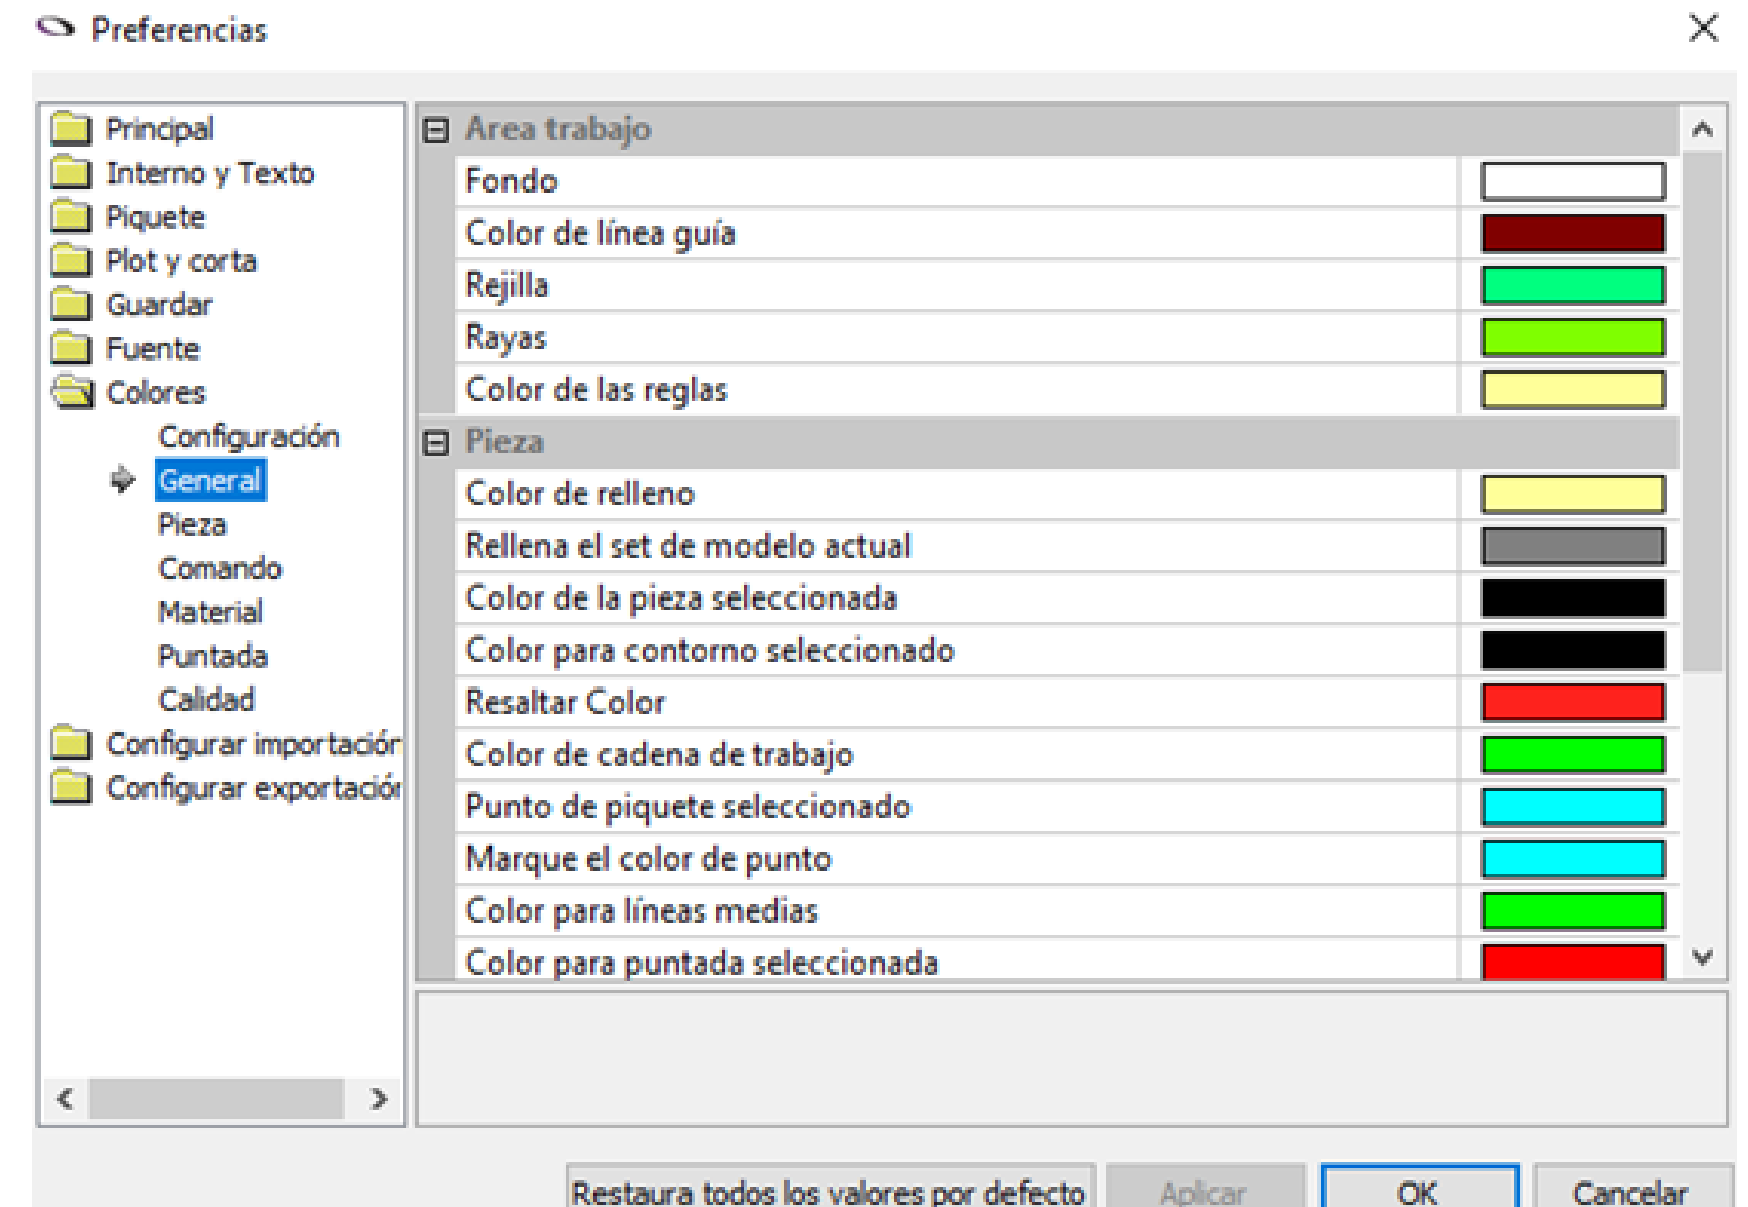 Preferencias
Principal
Interno y Texto
Piquete
Plot y corta
Guardar
Fuente
Colores
Configuración
General
Pieza
Comando
Material
Puntada
Calidad
Configurar importación
Configurar exportación
Area trabajo
Fondo
Color de línea guía
Rejilla
Rayas
Color de las reglas
Pieza
Color de relleno
Rellena el set de modelo actual
Color de la pieza seleccionada
Color para contorno seleccionado
Resaltar Color
Color de cadena de trabajo
Punto de piquete seleccionado
Marque el color de punto
Color para líneas medias
Color para puntada seleccionada
Restaura todos los valores por defecto
Aplicar
OK
Cancelar